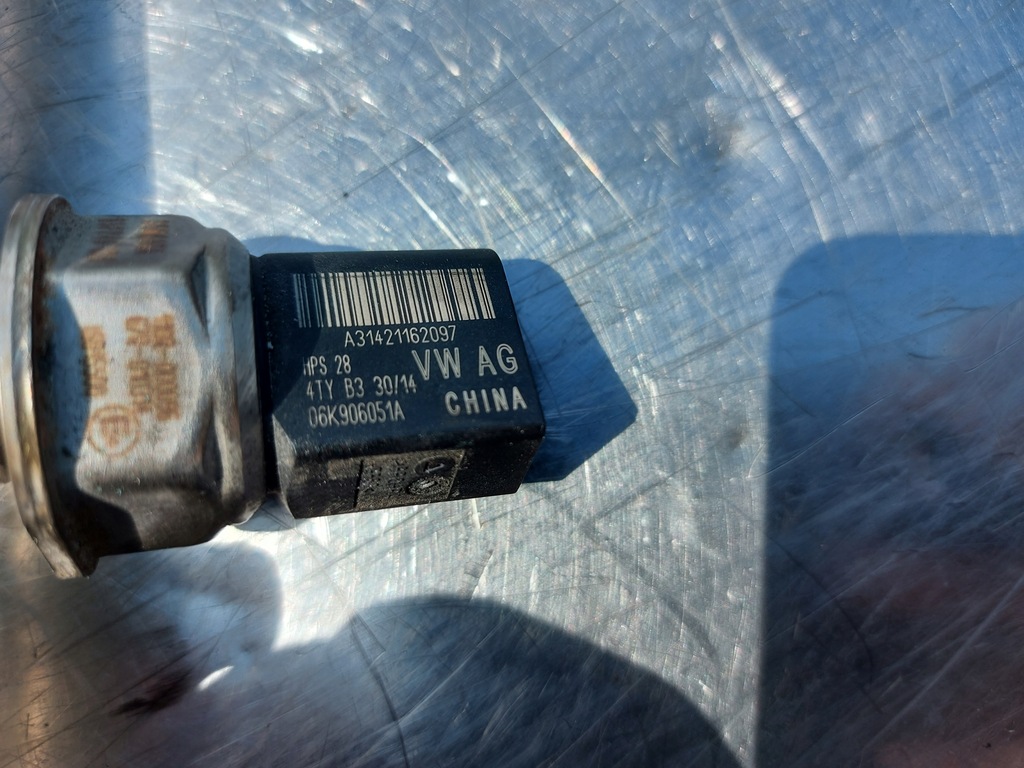 A31421162097
HPS 28
VW AG
4TY B3 30/14
CHINA
06K906051A